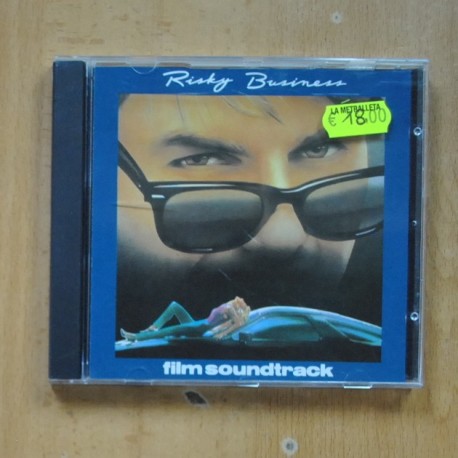 Risky Business
LA METRALLETA
€ 18.00
film soundtrack